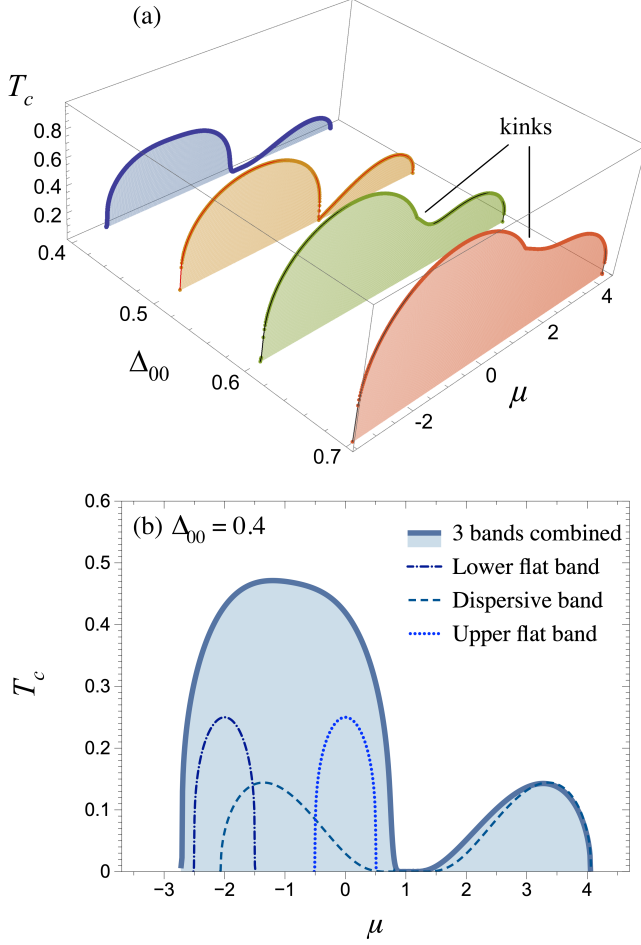 (a)
T_c
0.8
0.6
0.4
0.2
kinks
0.4
0.5
0.6
0.7
Δ₀₀
-2
0
2
4
μ
(b) Δ₀₀ = 0.4
3 bands combined
Lower flat band
Dispersive band
Upper flat band
0.6
0.5
0.4
0.3
0.2
0.1
0
T_c
−3 −2 −1 0 1 2 3 4
μ